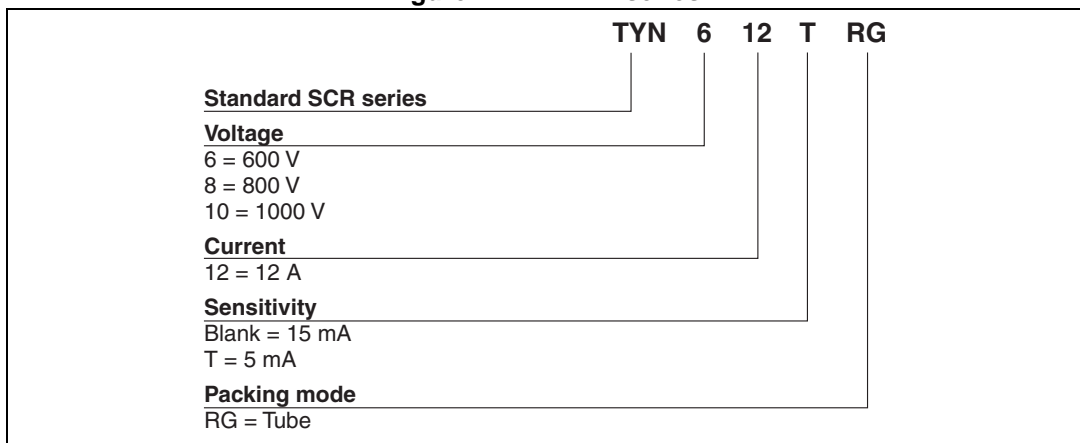 TYN 6 12 T RG
Standard SCR series
Voltage
6 = 600 V
8 = 800 V
10 = 1000 V
Current
12 = 12 A
Sensitivity
Blank = 15 mA
T = 5 mA
Packing mode
RG = Tube